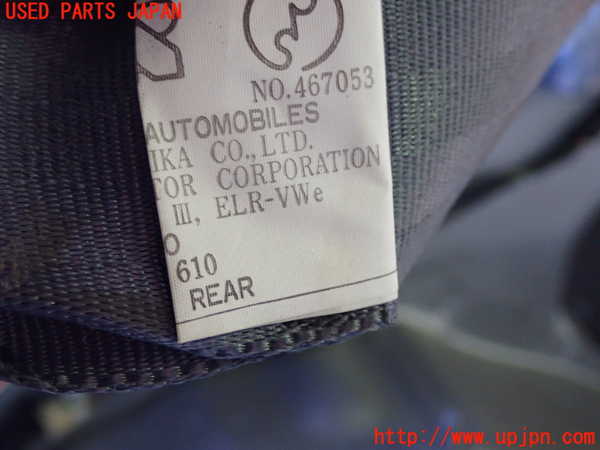 USED PARTS JAPAN
NO.467053
AUTOMOBILES
IKA CO.,LTD.
TOR CORPORATION
III, ELR-VWe
O
610
REAR
http://www.upjpn.com/